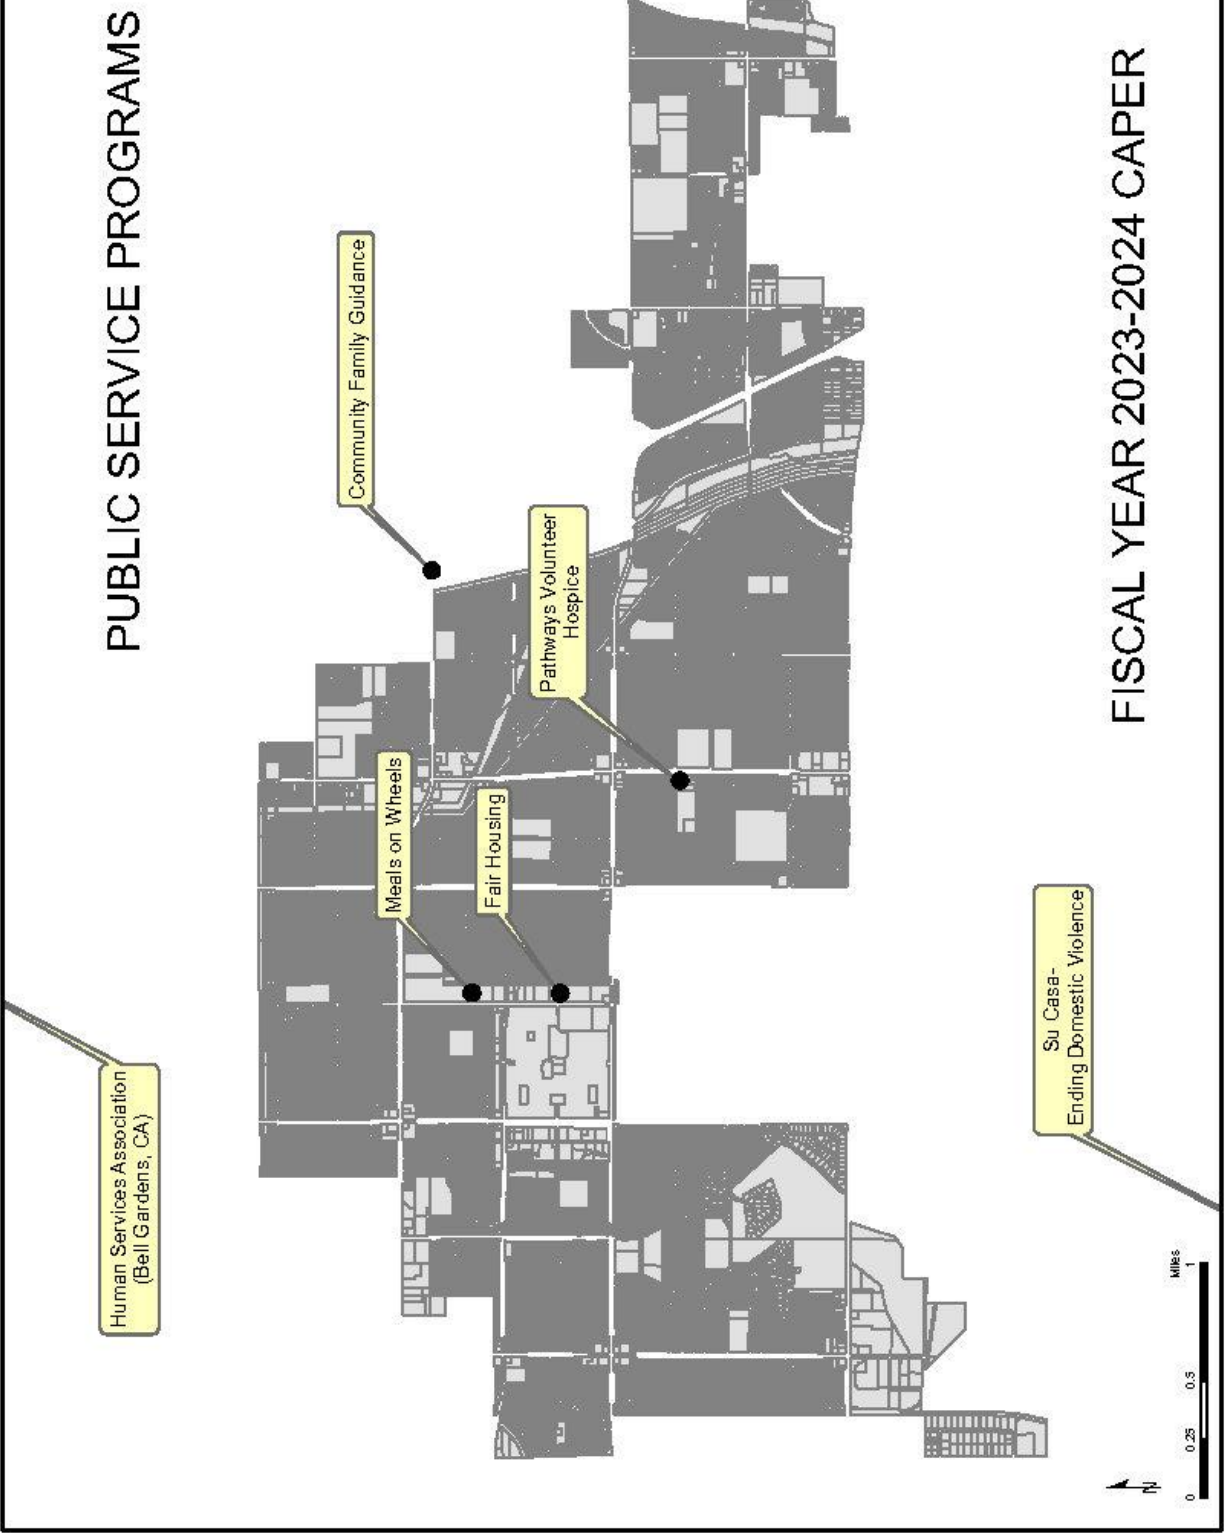 PUBLIC SERVICE PROGRAMS
Human Services Association
(Bell Gardens, CA)
Community Family Guidance
Meals on Wheels
Fair Housing
Pathways Volunteer
Hospice
Su Casa-
Ending Domestic Violence
FISCAL YEAR 2023-2024 CAPER
N
Miles
0 0.25 0.5 1